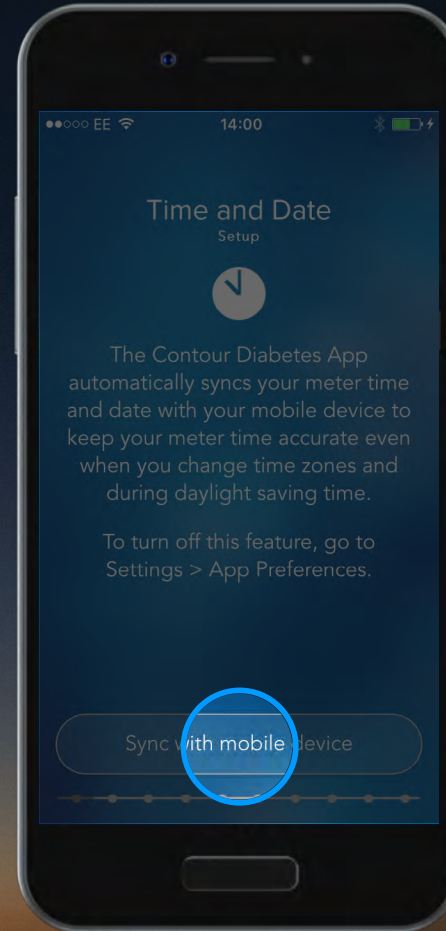 EE 14:00
Time and Date
Setup
The Contour Diabetes App
automatically syncs your meter time
and date with your mobile device to
keep your meter time accurate even
when you change time zones and
during daylight saving time.
To turn off this feature, go to
Settings > App Preferences.
Sync with mobile device